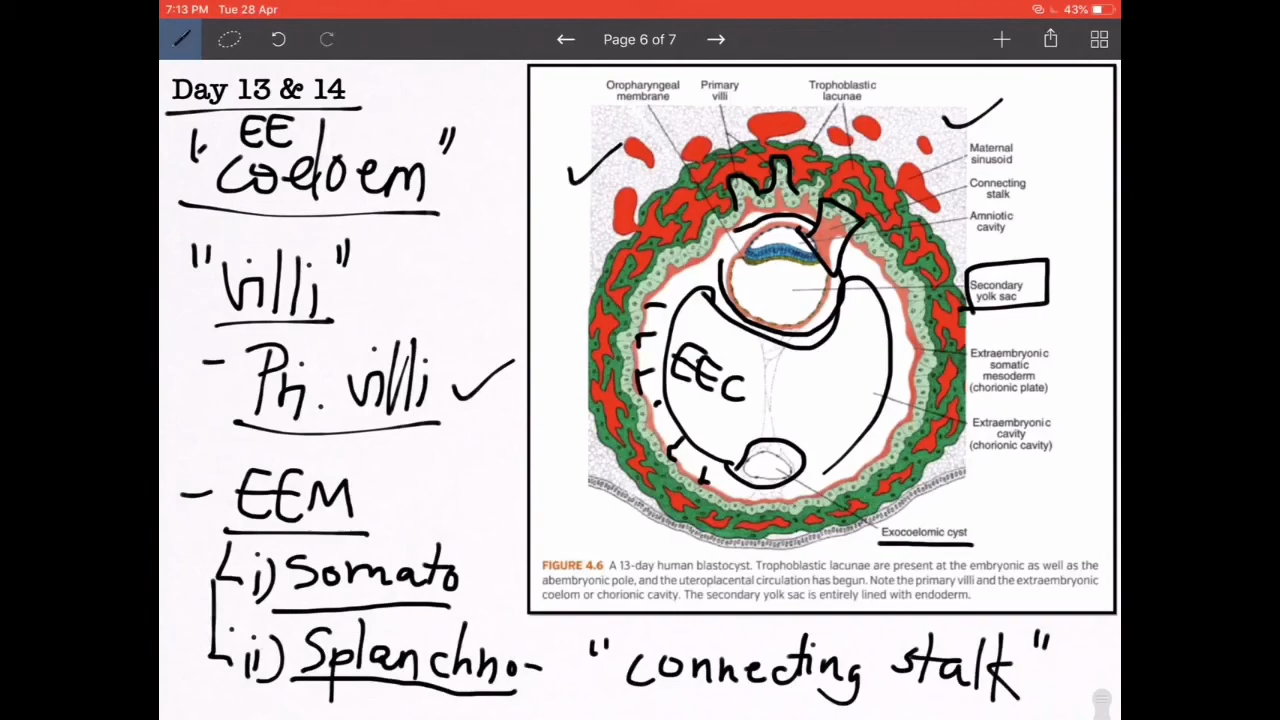 7:13 PM Tue 28 Apr
43%
Page 6 of 7
Day 13 & 14
"EE
coeloem"
"villi"
- Pri. villi
- EEM
i) Somato
ii) Splanchno-
"connecting stalk"
Oropharyngeal
membrane
Primary
villi
Trophoblastic
lacunae
Maternal
sinusoid
Connecting
stalk
Amniotic
cavity
Secondary
yolk sac
Extraembryonic
somatic
mesoderm
(chorionic plate)
Extraembryonic
cavity
(chorionic cavity)
Exocoelomic cyst
EEC
FIGURE 4.6 A 13-day human blastocyst. Trophoblastic lacunae are present at the embryonic as well as the
abembryonic pole, and the uteroplacental circulation has begun. Note the primary villi and the extraembryonic
coelom or chorionic cavity. The secondary yolk sac is entirely lined with endoderm.